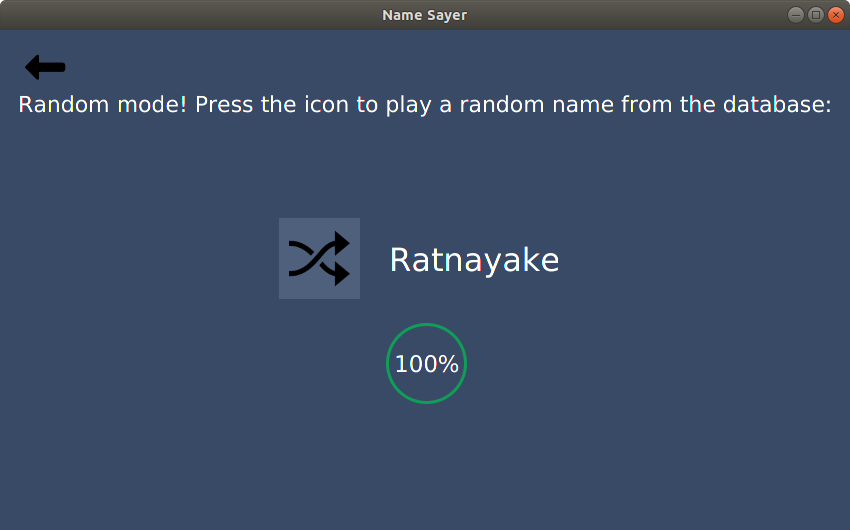 Name Sayer
Random mode! Press the icon to play a random name from the database:
Ratnayake
100%